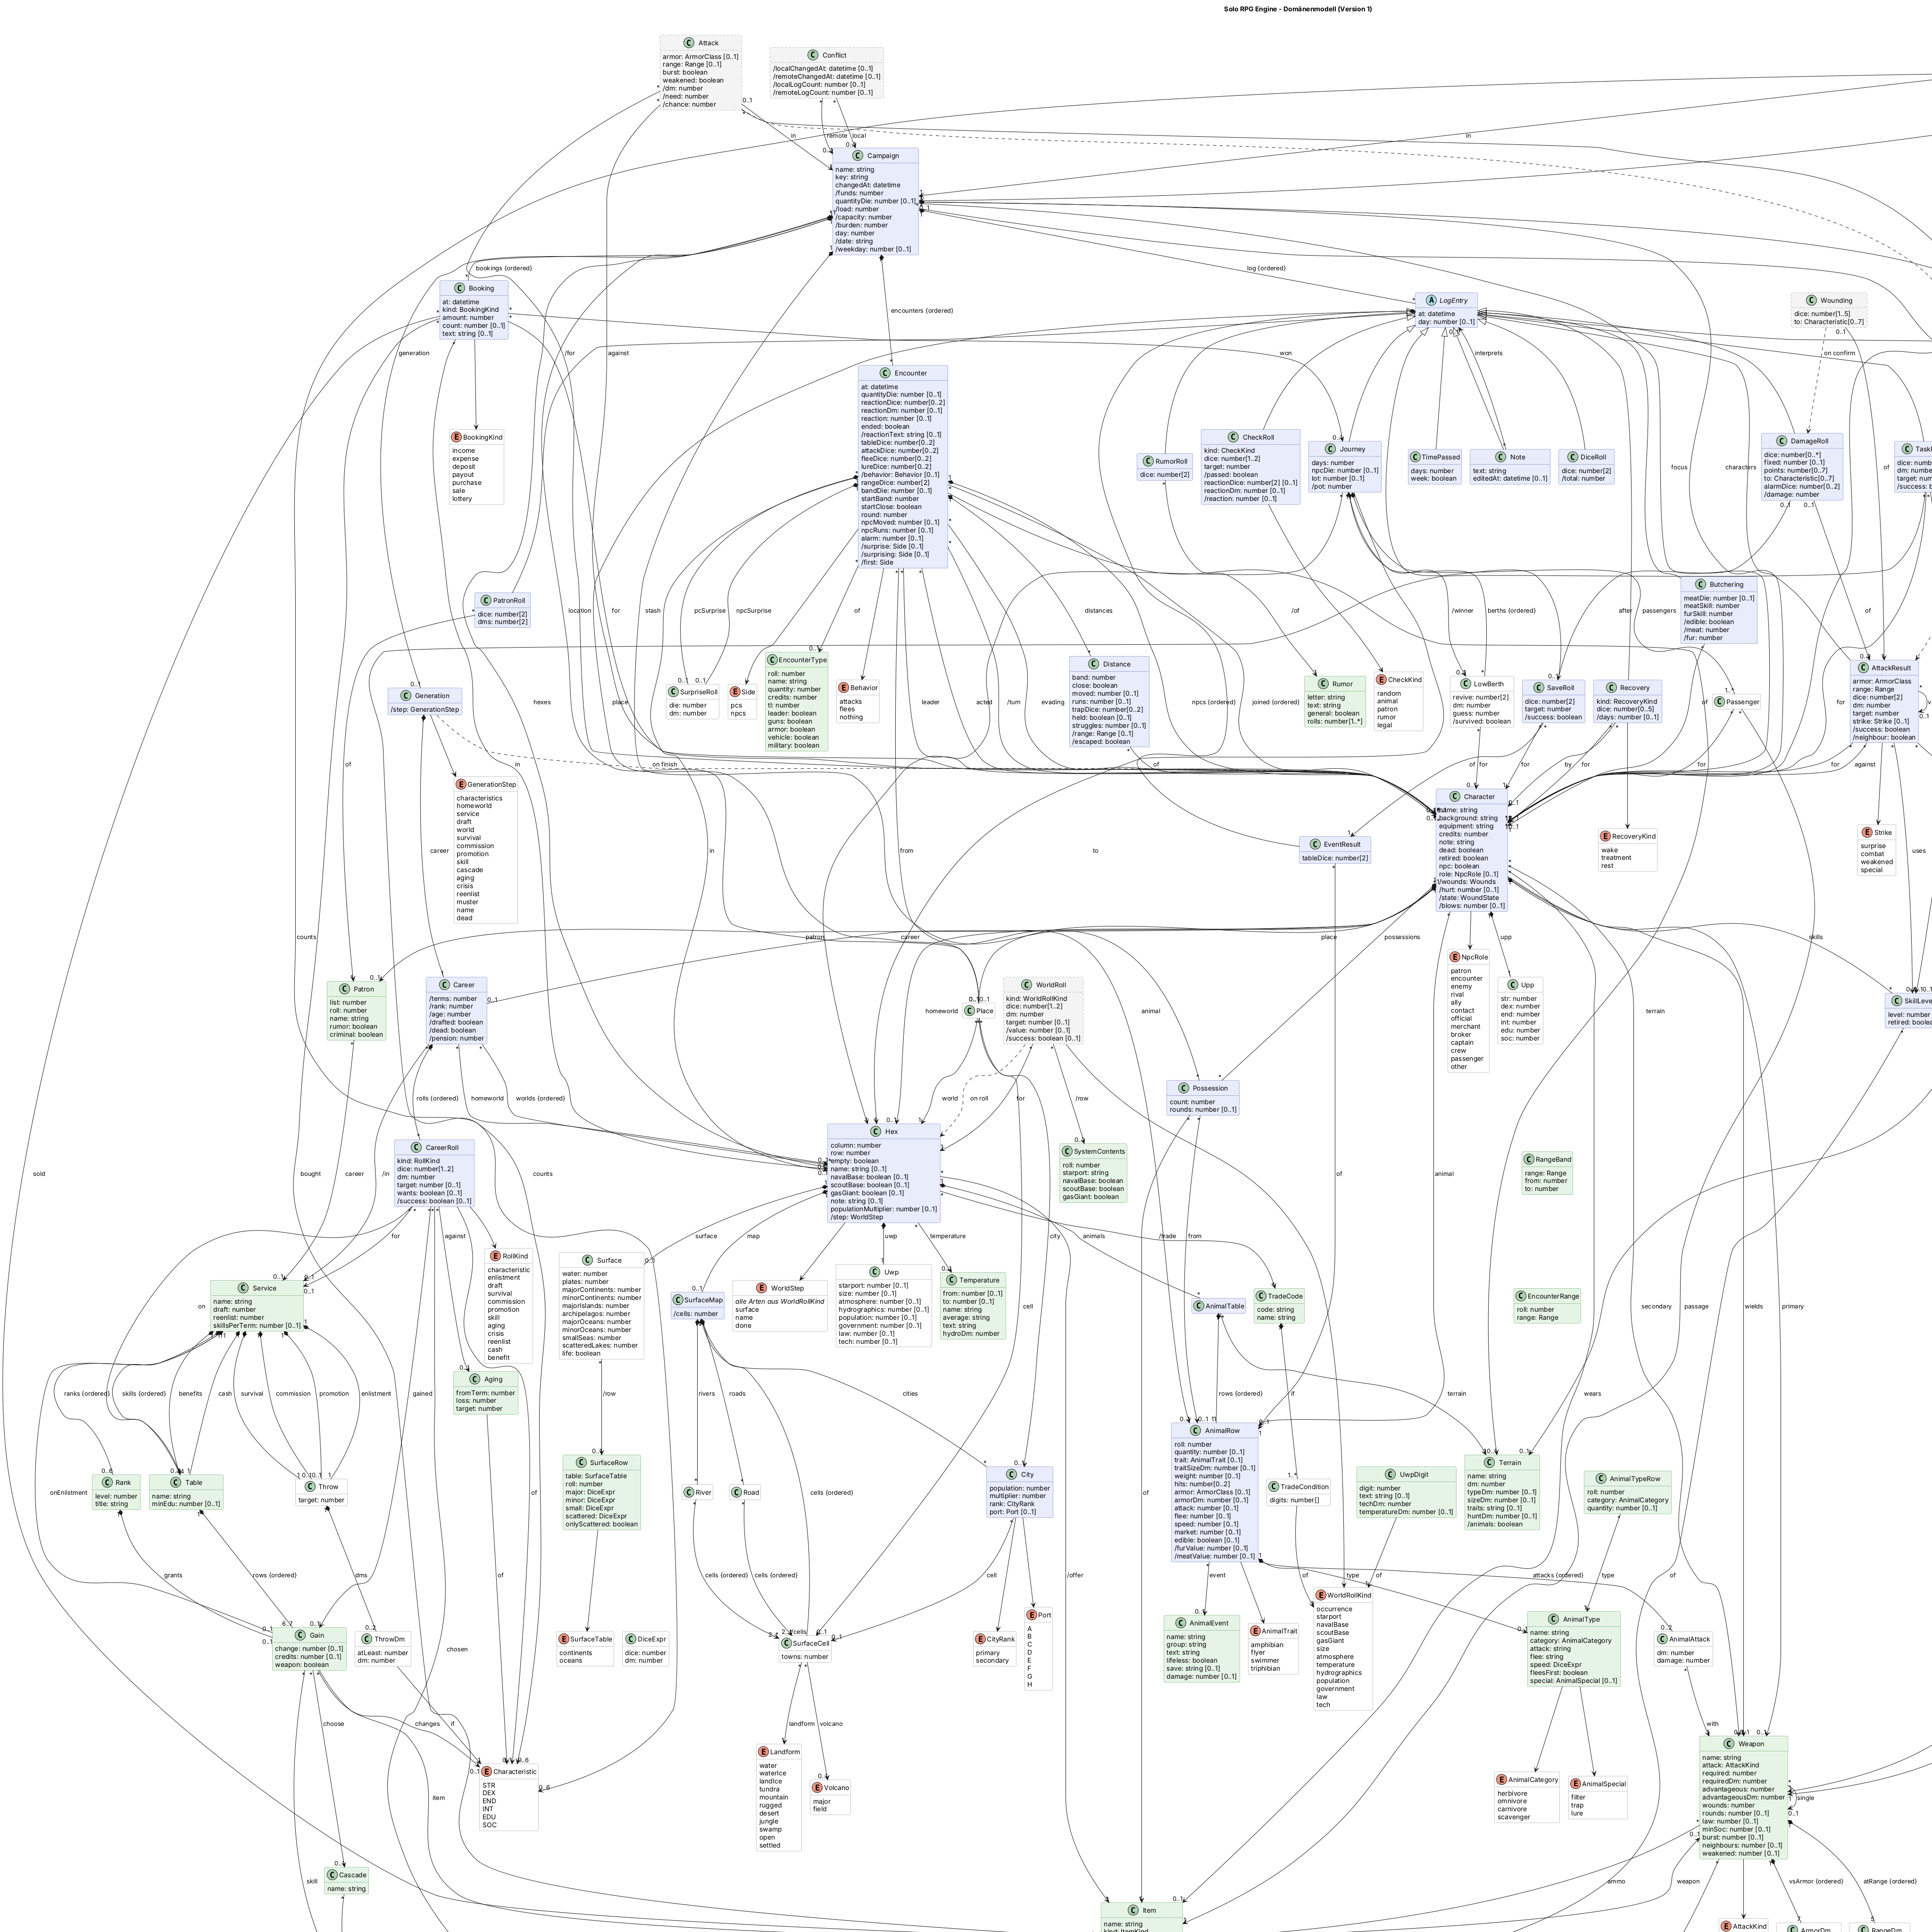 Solo RPG Engine - Domänenmodell (Version 1)
Attack
armor: ArmorClass [0..1]
range: Range [0..1]
burst: boolean
weakened: boolean
/dm: number
/need: number
/chance: number
Conflict
/localChangedAt: datetime [0..1]
/remoteChangedAt: datetime [0..1]
/localLogCount: number [0..1]
/remoteLogCount: number [0..1]
in
remote
local
in
Campaign
name: string
key: string
changedAt: datetime
/funds: number
quantityDie: number [0..1]
/load: number
/capacity: number
/burden: number
day: number
/date: string
/weekday: number [0..1]
bookings {ordered}
log {ordered}
encounters {ordered}
Booking
at: datetime
kind: BookingKind
amount: number
count: number [0..1]
text: string [0..1]
LogEntry
at: datetime
day: number [0..1]
Wounding
dice: number[1..5]
to: Characteristic[0..7]
generation
/for
against
won
interprets
on confirm
focus
characters
of
Encounter
at: datetime
quantityDie: number [0..1]
reactionDice: number[0..2]
reactionDm: number [0..1]
reaction: number [0..1]
ended: boolean
/reactionText: string [0..1]
tableDice: number[0..2]
attackDice: number[0..2]
fleeDice: number[0..2]
lureDice: number[0..2]
/behavior: Behavior [0..1]
rangeDice: number[2]
bandDie: number [0..1]
startBand: number
startClose: boolean
round: number
npcMoved: number [0..1]
npcRuns: number [0..1]
alarm: number [0..1]
/surprise: Side [0..1]
/surprising: Side [0..1]
/first: Side
BookingKind
income
expense
deposit
payout
purchase
sale
lottery
RumorRoll
dice: number[2]
CheckRoll
kind: CheckKind
dice: number[1..2]
target: number
/passed: boolean
reactionDice: number[2] [0..1]
reactionDm: number [0..1]
/reaction: number [0..1]
Journey
days: number
npcDie: number [0..1]
lot: number [0..1]
/pot: number
TimePassed
days: number
week: boolean
Note
text: string
editedAt: datetime [0..1]
DiceRoll
dice: number[2]
/total: number
DamageRoll
dice: number[0..*]
fixed: number [0..1]
points: number[0..7]
to: Characteristic[0..7]
alarmDice: number[0..2]
/damage: number
PatronRoll
dice: number[2]
dms: number[2]
location
for
stash
pcSurprise
npcSurprise
of
distances
/of
/winner
berths {ordered}
after
passengers
of
Butchering
meatDie: number [0..1]
meatSkill: number
furSkill: number
/edible: boolean
/meat: number
/fur: number
Generation
/step: GenerationStep
hexes
place
EncounterType
roll: number
name: string
quantity: number
credits: number
tl: number
leader: boolean
guns: boolean
armor: boolean
vehicle: boolean
military: boolean
SurpriseRoll
die: number
dm: number
Side
pcs
npcs
Behavior
attacks
flees
nothing
leader
acted
/turn
evading
Distance
band: number
close: boolean
moved: number [0..1]
runs: number [0..1]
trapDice: number[0..2]
held: boolean [0..1]
struggles: number [0..1]
/range: Range [0..1]
/escaped: boolean
npcs {ordered}
joined {ordered}
Rumor
letter: string
text: string
general: boolean
rolls: number[1..*]
CheckKind
random
animal
patron
rumor
legal
LowBerth
revive: number[2]
dm: number
guess: number
/survived: boolean
SaveRoll
dice: number[2]
target: number
/success: boolean
Recovery
kind: RecoveryKind
dice: number[0..5]
/days: number [0..1]
Passenger
AttackResult
armor: ArmorClass
range: Range
dice: number[2]
dm: number
target: number
strike: Strike [0..1]
/success: boolean
/neighbour: boolean
on finish
of
in
of
of
for
for
by
for
of
for
for
for
against
GenerationStep
characteristics
homeworld
service
draft
world
survival
commission
promotion
skill
cascade
aging
crisis
reenlist
muster
name
dead
career
in
from
to
EventResult
tableDice: number[2]
Character
name: string
background: string
equipment: string
credits: number
note: string
dead: boolean
retired: boolean
npc: boolean
role: NpcRole [0..1]
/wounds: Wounds
/hurt: number [0..1]
/state: WoundState
/blows: number [0..1]
RecoveryKind
wake
treatment
rest
Strike
surprise
combat
weakened
special
uses
counts
patron
career
place
possessions
upp
skills
Patron
list: number
roll: number
name: string
rumor: boolean
criminal: boolean
Career
/terms: number
/rank: number
/age: number
/drafted: boolean
/dead: boolean
/pension: number
homeworld
Place
WorldRoll
kind: WorldRollKind
dice: number[1..2]
dm: number
target: number [0..1]
/value: number [0..1]
/success: boolean [0..1]
animal
NpcRole
patron
encounter
enemy
rival
ally
contact
official
merchant
broker
captain
crew
passenger
other
Upp
str: number
dex: number
end: number
int: number
edu: number
soc: number
terrain
level: number
rolls {ordered}
homeworld
worlds {ordered}
world
on roll
for
/row
Possession
count: number
rounds: number [0..1]
CareerRoll
kind: RollKind
dice: number[1..2]
dm: number
target: number [0..1]
wants: boolean [0..1]
/success: boolean [0..1]
Hex
column: number
row: number
empty: boolean
name: string [0..1]
navalBase: boolean [0..1]
scoutBase: boolean [0..1]
gasGiant: boolean [0..1]
note: string [0..1]
populationMultiplier: number [0..1]
/step: WorldStep
SystemContents
roll: number
starport: string
navalBase: boolean
scoutBase: boolean
gasGiant: boolean
RangeBand
range: Range
from: number
to: number
sold
bought
career
/in
counts
of
animal
for
against
surface
map
uwp
temperature
city
/trade
from
animals
RollKind
characteristic
enlistment
draft
survival
commission
promotion
skill
aging
crisis
reenlist
cash
benefit
Surface
water: number
plates: number
majorContinents: number
minorContinents: number
majorIslands: number
archipelagos: number
majorOceans: number
minorOceans: number
smallSeas: number
scatteredLakes: number
life: boolean
SurfaceMap
/cells: number
WorldStep
alle Arten aus WorldRollKind
surface
name
done
Uwp
starport: number [0..1]
size: number [0..1]
atmosphere: number [0..1]
hydrographics: number [0..1]
population: number [0..1]
government: number [0..1]
law: number [0..1]
tech: number [0..1]
Temperature
from: number [0..1]
to: number [0..1]
name: string
average: string
text: string
hydroDm: number
cell
AnimalTable
TradeCode
code: string
name: string
EncounterRange
roll: number
range: Range
secondary
passage
wields
primary
on
Service
name: string
draft: number
reenlist: number
skillsPerTerm: number [0..1]
Aging
fromTerm: number
loss: number
target: number
ranks {ordered}
skills {ordered}
benefits
cash
survival
commission
promotion
enlistment
gained
/row
rivers
roads
cities
rows {ordered}
if
terrain
wears
AnimalRow
roll: number
quantity: number [0..1]
trait: AnimalTrait [0..1]
traitSizeDm: number [0..1]
weight: number [0..1]
hits: number[0..2]
armor: ArmorClass [0..1]
armorDm: number [0..1]
attack: number [0..1]
flee: number [0..1]
speed: number [0..1]
market: number [0..1]
edible: boolean [0..1]
/furValue: number [0..1]
/meatValue: number [0..1]
Terrain
name: string
dm: number
typeDm: number [0..1]
sizeDm: number [0..1]
traits: string [0..1]
huntDm: number [0..1]
/animals: boolean
onEnlistment
Rank
level: number
title: string
Table
name: string
minEdu: number [0..1]
Throw
target: number
SurfaceRow
table: SurfaceTable
roll: number
major: DiceExpr
minor: DiceExpr
small: DiceExpr
scattered: DiceExpr
onlyScattered: boolean
River
Road
cells {ordered}
City
population: number
multiplier: number
rank: CityRank
port: Port [0..1]
TradeCondition
digits: number[]
UwpDigit
digit: number
text: string [0..1]
techDm: number
temperatureDm: number [0..1]
AnimalTypeRow
roll: number
category: AnimalCategory
quantity: number [0..1]
of
grants
rows {ordered}
dms
of
cells {ordered}
cells {ordered}
cell
/offer
of
event
of
type
of
attacks {ordered}
type
of
Gain
change: number [0..1]
credits: number [0..1]
weapon: boolean
ThrowDm
atLeast: number
dm: number
chosen
SurfaceTable
continents
oceans
DiceExpr
dice: number
dm: number
/cells
SurfaceCell
towns: number
CityRank
primary
secondary
Port
A
B
C
D
E
F
G
H
AnimalEvent
name: string
group: string
text: string
lifeless: boolean
save: string [0..1]
damage: number [0..1]
AnimalTrait
amphibian
flyer
swimmer
triphibian
WorldRollKind
occurrence
starport
navalBase
scoutBase
gasGiant
size
atmosphere
temperature
hydrographics
population
government
law
tech
AnimalType
name: string
category: AnimalCategory
attack: string
flee: string
speed: DiceExpr
fleesFirst: boolean
special: AnimalSpecial [0..1]
AnimalAttack
dm: number
damage: number
choose
changes
if
landform
volcano
with
Characteristic
STR
DEX
END
INT
EDU
SOC
Landform
water
waterIce
landIce
tundra
mountain
rugged
desert
jungle
swamp
open
settled
Volcano
major
field
AnimalCategory
herbivore
omnivore
carnivore
scavenger
AnimalSpecial
filter
trap
lure
Weapon
name: string
attack: AttackKind
required: number
requiredDm: number
advantageous: number
advantageousDm: number
wounds: number
rounds: number [0..1]
law: number [0..1]
minSoc: number [0..1]
burst: number [0..1]
neighbours: number [0..1]
weakened: number [0..1]
single
item
skill
Cascade
name: string
ammo
weapon
vsArmor {ordered}
atRange {ordered}
Item
name: string
AttackKind